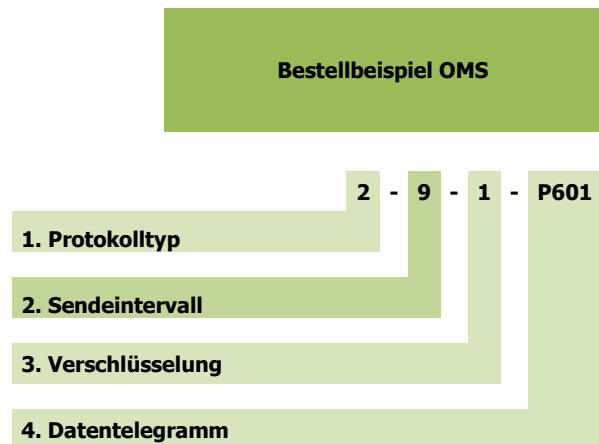 Bestellbeispiel OMS
2 - 9 - 1 - P601
1. Protokolltyp
2. Sendeintervall
3. Verschlüsselung
4. Datentelegramm